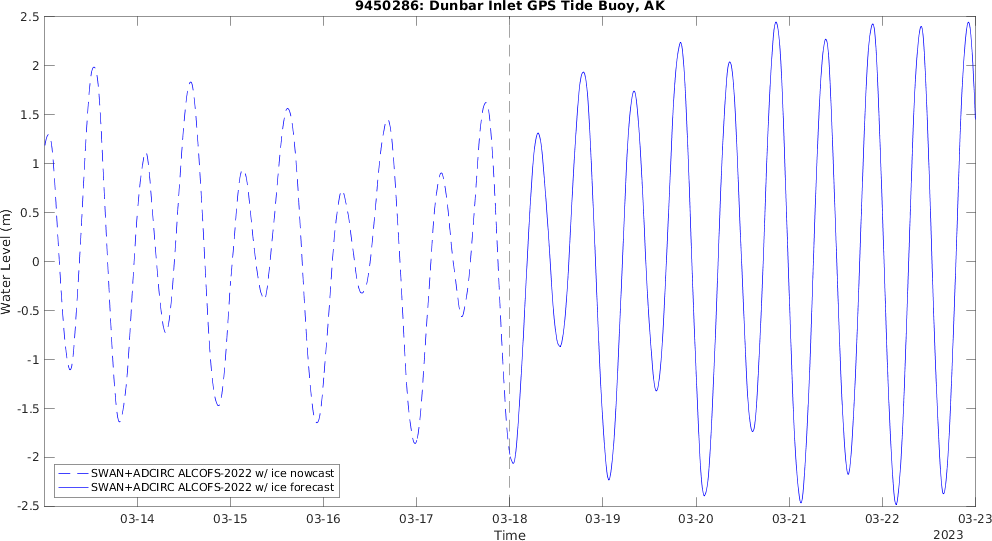 9450286: Dunbar Inlet GPS Tide Buoy, AK
2.5
2
1.5
1
0.5
0
-0.5
-1
-1.5
-2
-2.5
Water Level (m)
SWAN+ADCIRC ALCOFS-2022 w/ ice nowcast
SWAN+ADCIRC ALCOFS-2022 w/ ice forecast
03-14 03-15 03-16 03-17 03-18 03-19 03-20 03-21 03-22 03-23
Time
2023